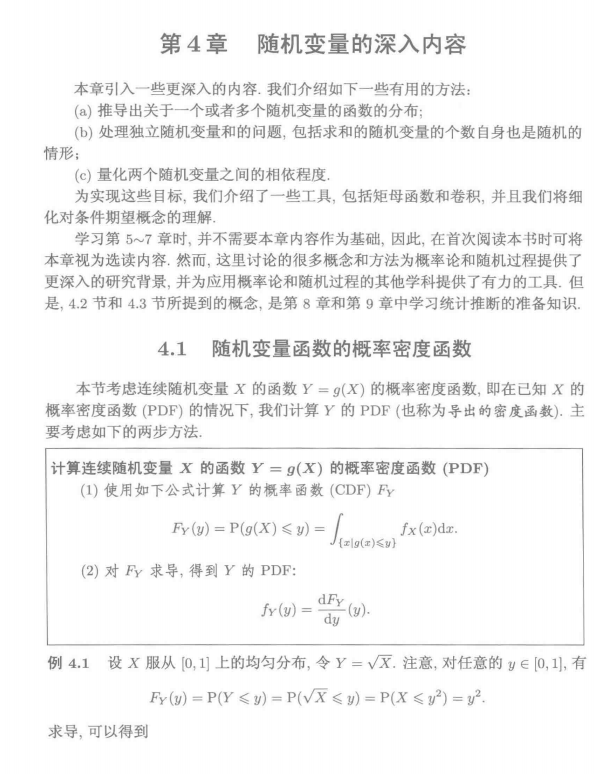 第 4 章 随机变量的深入内容
本章引入一些更深入的内容. 我们介绍如下一些有用的方法:
(a) 推导出关于一个或者多个随机变量的函数的分布;
(b) 处理独立随机变量和的问题, 包括求和的随机变量的个数自身也是随机的
情形;
(c) 量化两个随机变量之间的相依程度.
为实现这些目标, 我们介绍了一些工具, 包括矩母函数和卷积, 并且我们将细
化对条件期望概念的理解.
学习第 5~7 章时, 并不需要本章内容作为基础, 因此, 在首次阅读本书时可将
本章视为选读内容. 然而, 这里讨论的很多概念和方法为概率论和随机过程提供了
更深入的研究背景, 并为应用概率论和随机过程的其他学科提供了有力的工具. 但
是, 4.2 节和 4.3 节所提到的概念, 是第 8 章和第 9 章中学习统计推断的准备知识.
4.1 随机变量函数的概率密度函数
本节考虑连续随机变量 X 的函数 Y = g(X) 的概率密度函数, 即在已知 X 的
概率密度函数 (PDF) 的情况下, 我们计算 Y 的 PDF (也称为导出的密度函数). 主
要考虑如下的两步方法.
计算连续随机变量 X 的函数 Y = g(X) 的概率密度函数 (PDF)
(1) 使用如下公式计算 Y 的概率函数 (CDF) F_Y
F_Y(y) = P(g(X) ⩽ y) = ∫_{x|g(x)⩽y} f_X(x)dx.
(2) 对 F_Y 求导, 得到 Y 的 PDF:
f_Y(y) = dF_Y/dy (y).
例 4.1 设 X 服从 [0, 1] 上的均匀分布, 令 Y = √X. 注意, 对任意的 y ∈ [0, 1], 有
F_Y(y) = P(Y ⩽ y) = P(√X ⩽ y) = P(X ⩽ y²) = y².
求导, 可以得到